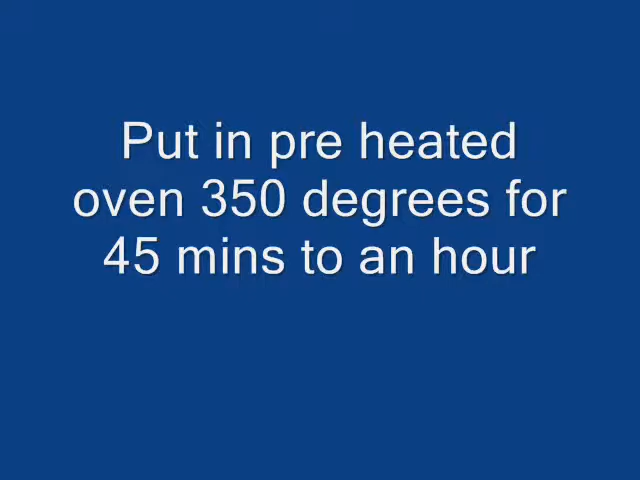 Put in pre heated
oven 350 degrees for
45 mins to an hour